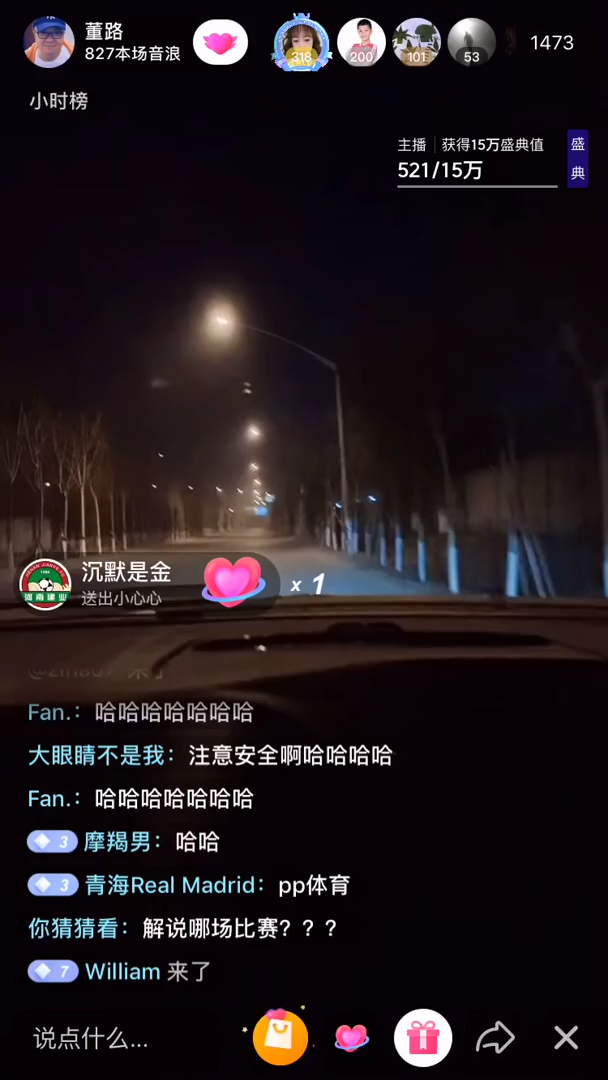 董路
827本场音浪
318
200
101
53
1473
小时榜
主播 获得15万盛典值
521/15万
盛典
沉默是金
送出小心心
x 1
河南建业
来了
Fan.：哈哈哈哈哈哈哈
大眼睛不是我：注意安全啊哈哈哈哈
Fan.：哈哈哈哈哈哈哈
3 摩羯男：哈哈
3 青海Real Madrid：pp体育
你猜猜看：解说哪场比赛？？？
7 William 来了
说点什么...